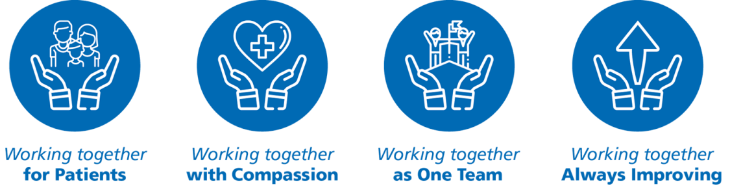 Working together
for Patients
Working together
with Compassion
Working together
as One Team
Working together
Always Improving